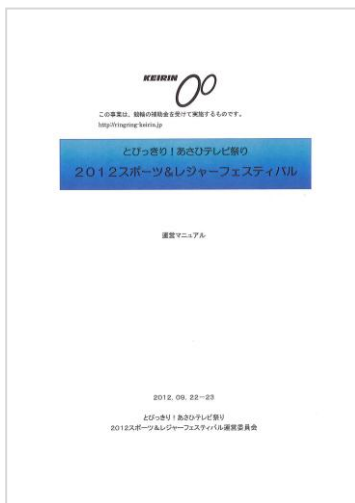 KEIRIN
この事業は、競輪の補助金を受けて実施するものです。
http://ringring-keirin.jp
とびっきり！あさひテレビ祭り
2012スポーツ&レジャーフェスティバル
運営マニュアル
2012. 09. 22－23
とびっきり！あさひテレビ祭り
2012スポーツ&レジャーフェスティバル運営委員会